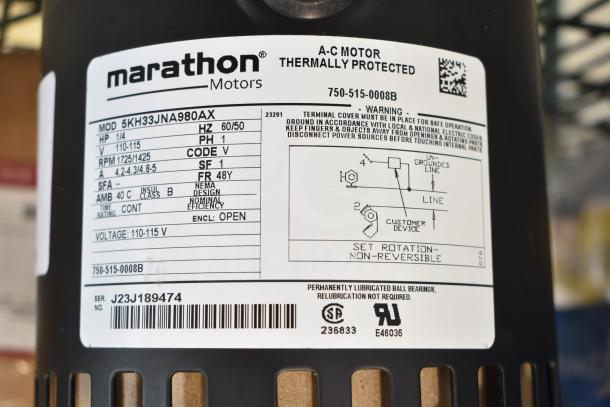 marathon®
Motors
A-C MOTOR
THERMALLY PROTECTED
750-515-0008B
MOD 5KH33JNA980AX
HP 1/4 HZ 60/50
V 110-115 PH 1
RPM 1725/1425 CODE V
A 4.2-4.3/4.8-5 SF 1
SFA - FR 48Y
AMB 40 C INSUL CLASS B NEMA DESIGN
TIME RATING CONT NOMINAL EFFICIENCY
ENCL: OPEN
VOLTAGE: 110-115 V
750-515-0008B
23291
- WARNING -
TERMINAL COVER MUST BE IN PLACE FOR SAFE OPERATION.
GROUND IN ACCORDANCE WITH LOCAL & NATIONAL ELECTRIC CODES
KEEP FINGERS & OBJECTS AWAY FROM OPENINGS & ROTATING PARTS
DISCONNECT POWER SOURCES BEFORE TOUCHING INTERNAL PARTS
4
UN-
GROUNDED
LINE
LINE
2
CUSTOMER
DEVICE
SET ROTATION-
NON-REVERSIBLE
076
SER. NO. J23J189474
PERMANENTLY LUBRICATED BALL BEARINGS,
RELUBRICATION NOT REQUIRED.
236833
E46035